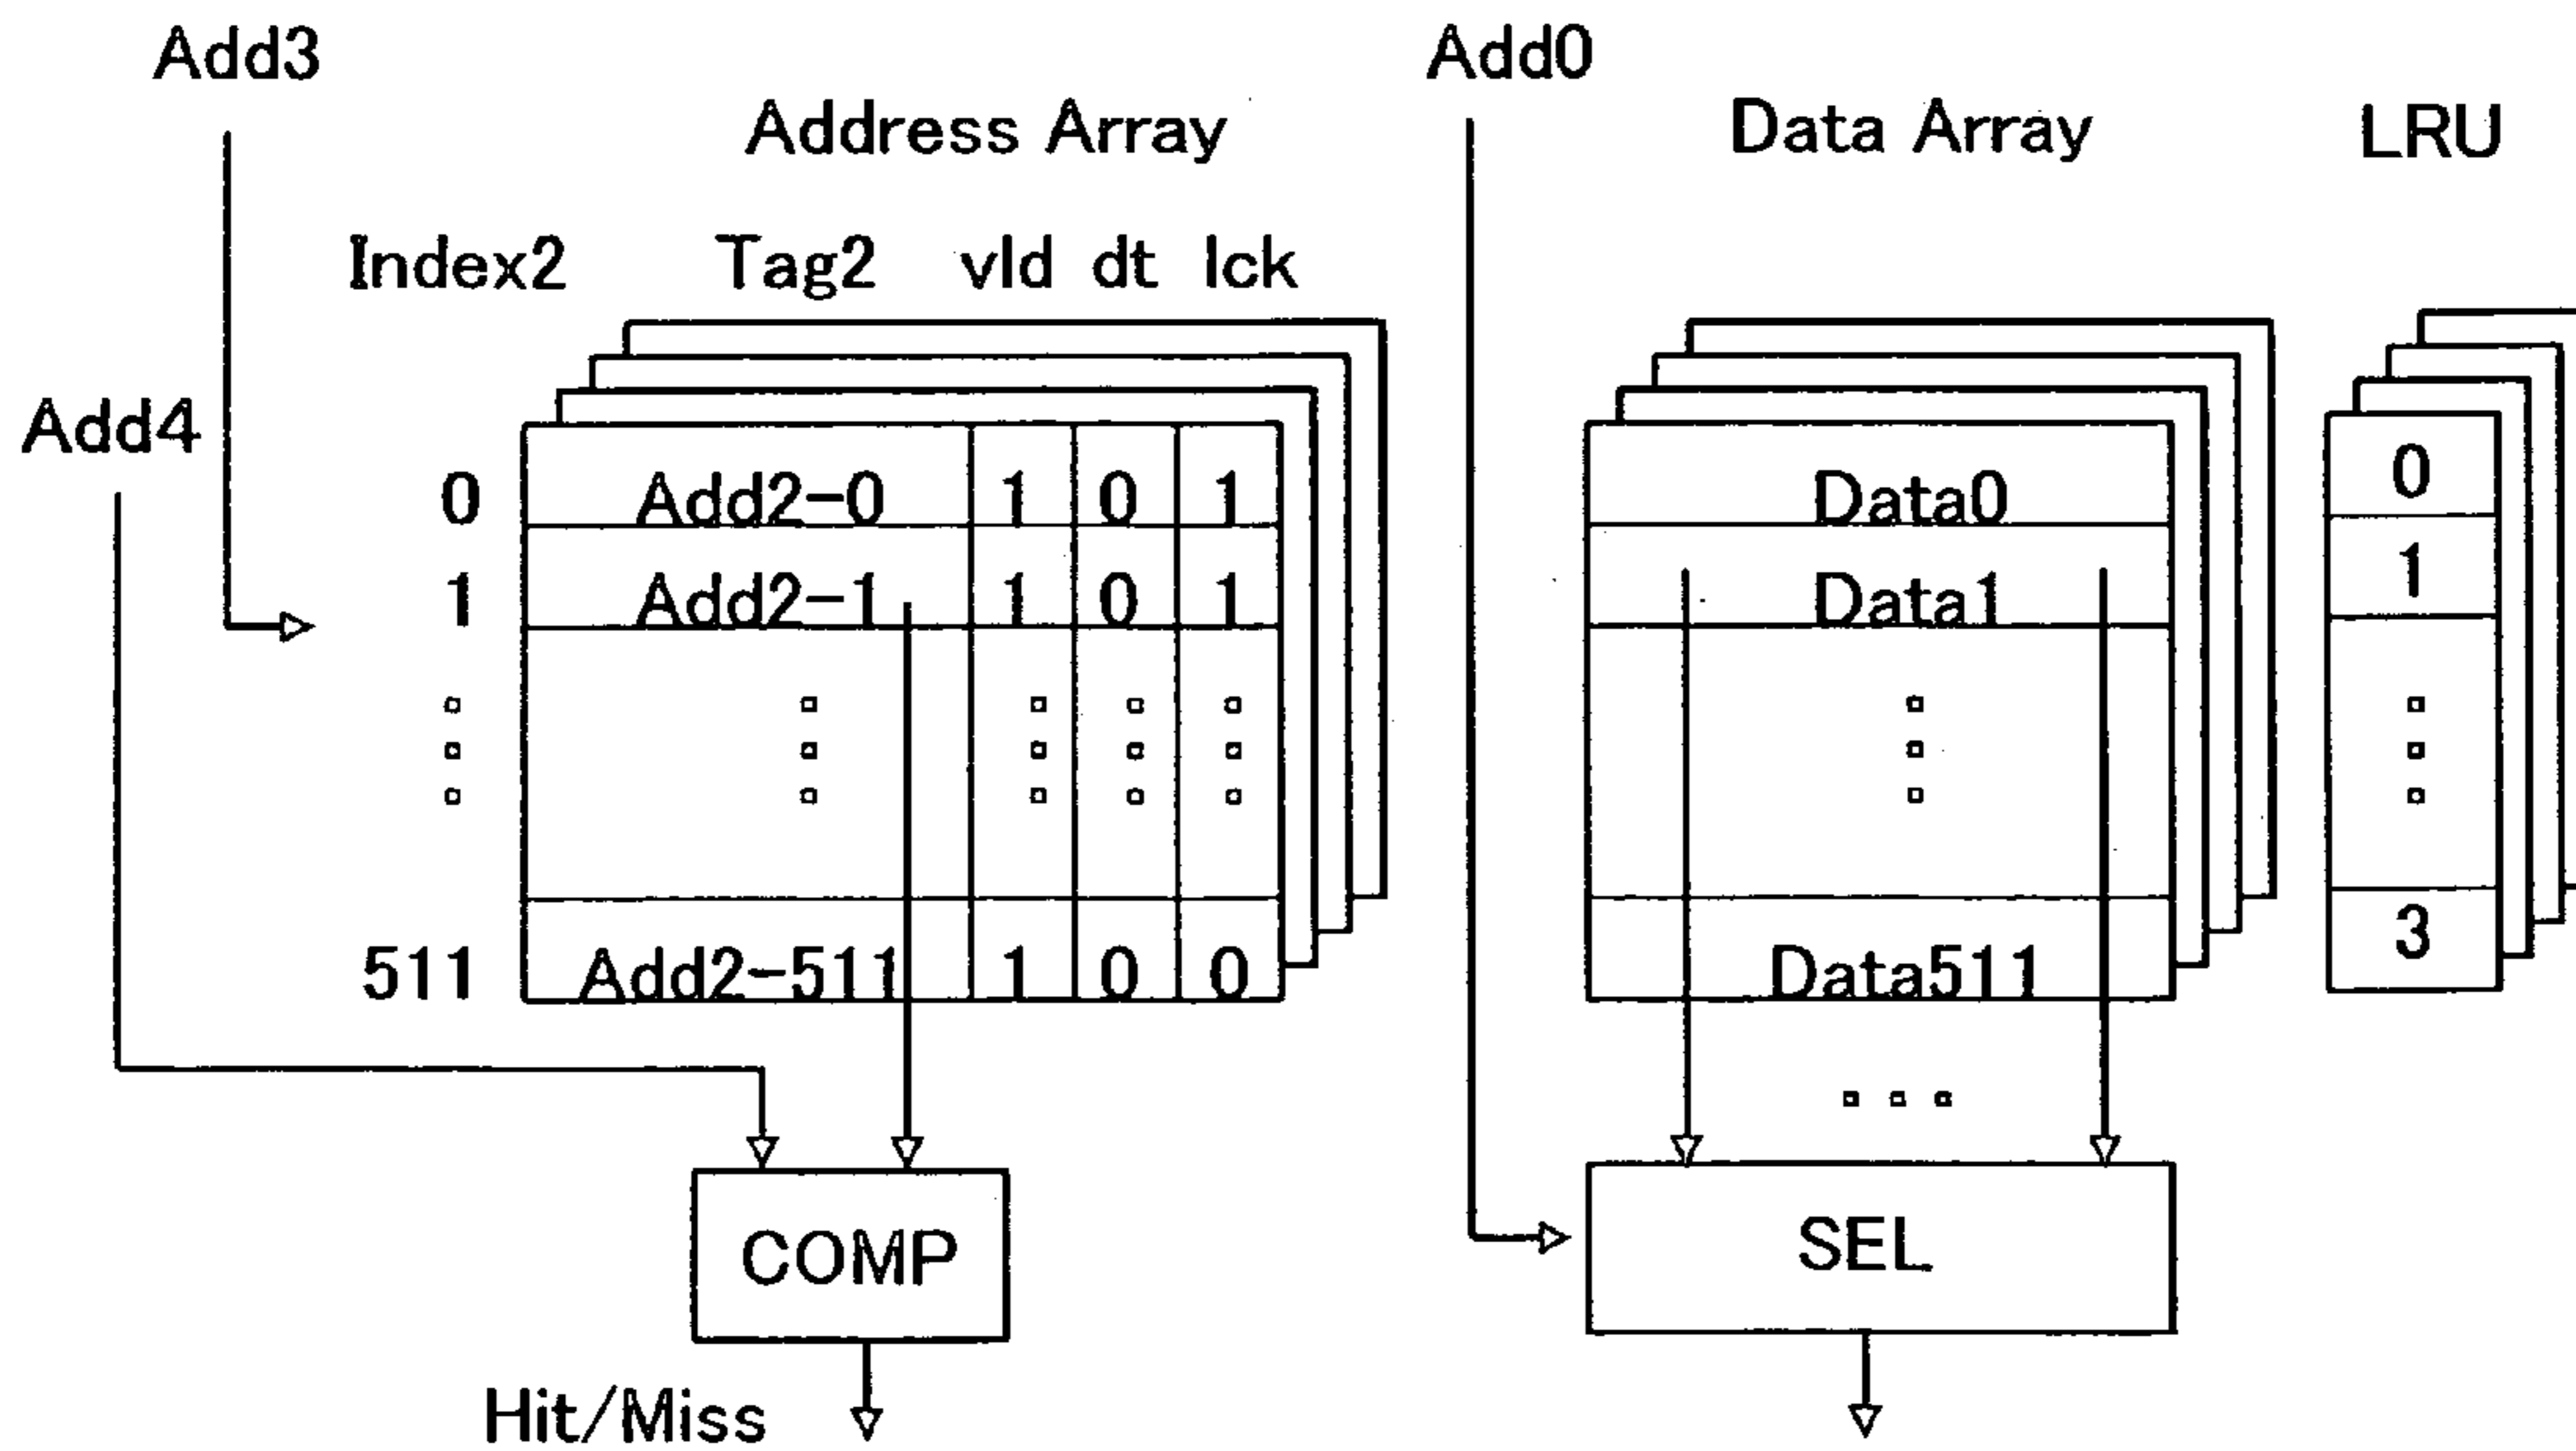 Add3 Add0
Address Array Data Array LRU
Index2 Tag2 vld dt lck
Add4
0 Add2-0 1 0 1 Data0 0
1 Add2-1 1 0 1 Data1 1
511 Add2-511 1 0 0 Data511 3
COMP SEL
Hit/Miss